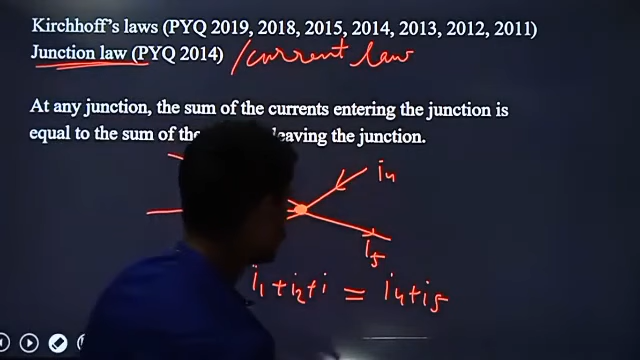 Kirchhoff's laws (PYQ 2019, 2018, 2015, 2014, 2013, 2012, 2011)
Junction law (PYQ 2014) / current law
At any junction, the sum of the currents entering the junction is
equal to the sum of the leaving the junction.
i4
i5
i1 + i2 + i = i4 + i5